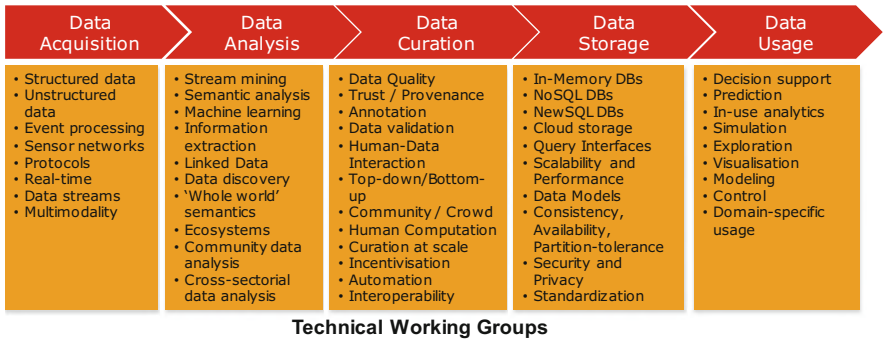 Data
Acquisition
Data
Analysis
Data
Curation
Data
Storage
Data
Usage
• Structured data
• Unstructured
data
• Event processing
• Sensor networks
• Protocols
• Real-time
• Data streams
• Multimodality
• Stream mining
• Semantic analysis
• Machine learning
• Information
extraction
• Linked Data
• Data discovery
• ‘Whole world’
semantics
• Ecosystems
• Community data
analysis
• Cross-sectorial
data analysis
• Data Quality
• Trust / Provenance
• Annotation
• Data validation
• Human-Data
Interaction
• Top-down/Bottom-
up
• Community / Crowd
• Human Computation
• Curation at scale
• Incentivisation
• Automation
• Interoperability
• In-Memory DBs
• NoSQL DBs
• NewSQL DBs
• Cloud storage
• Query Interfaces
• Scalability and
Performance
• Data Models
• Consistency,
Availability,
Partition-tolerance
• Security and
Privacy
• Standardization
• Decision support
• Prediction
• In-use analytics
• Simulation
• Exploration
• Visualisation
• Modeling
• Control
• Domain-specific
usage
Technical Working Groups